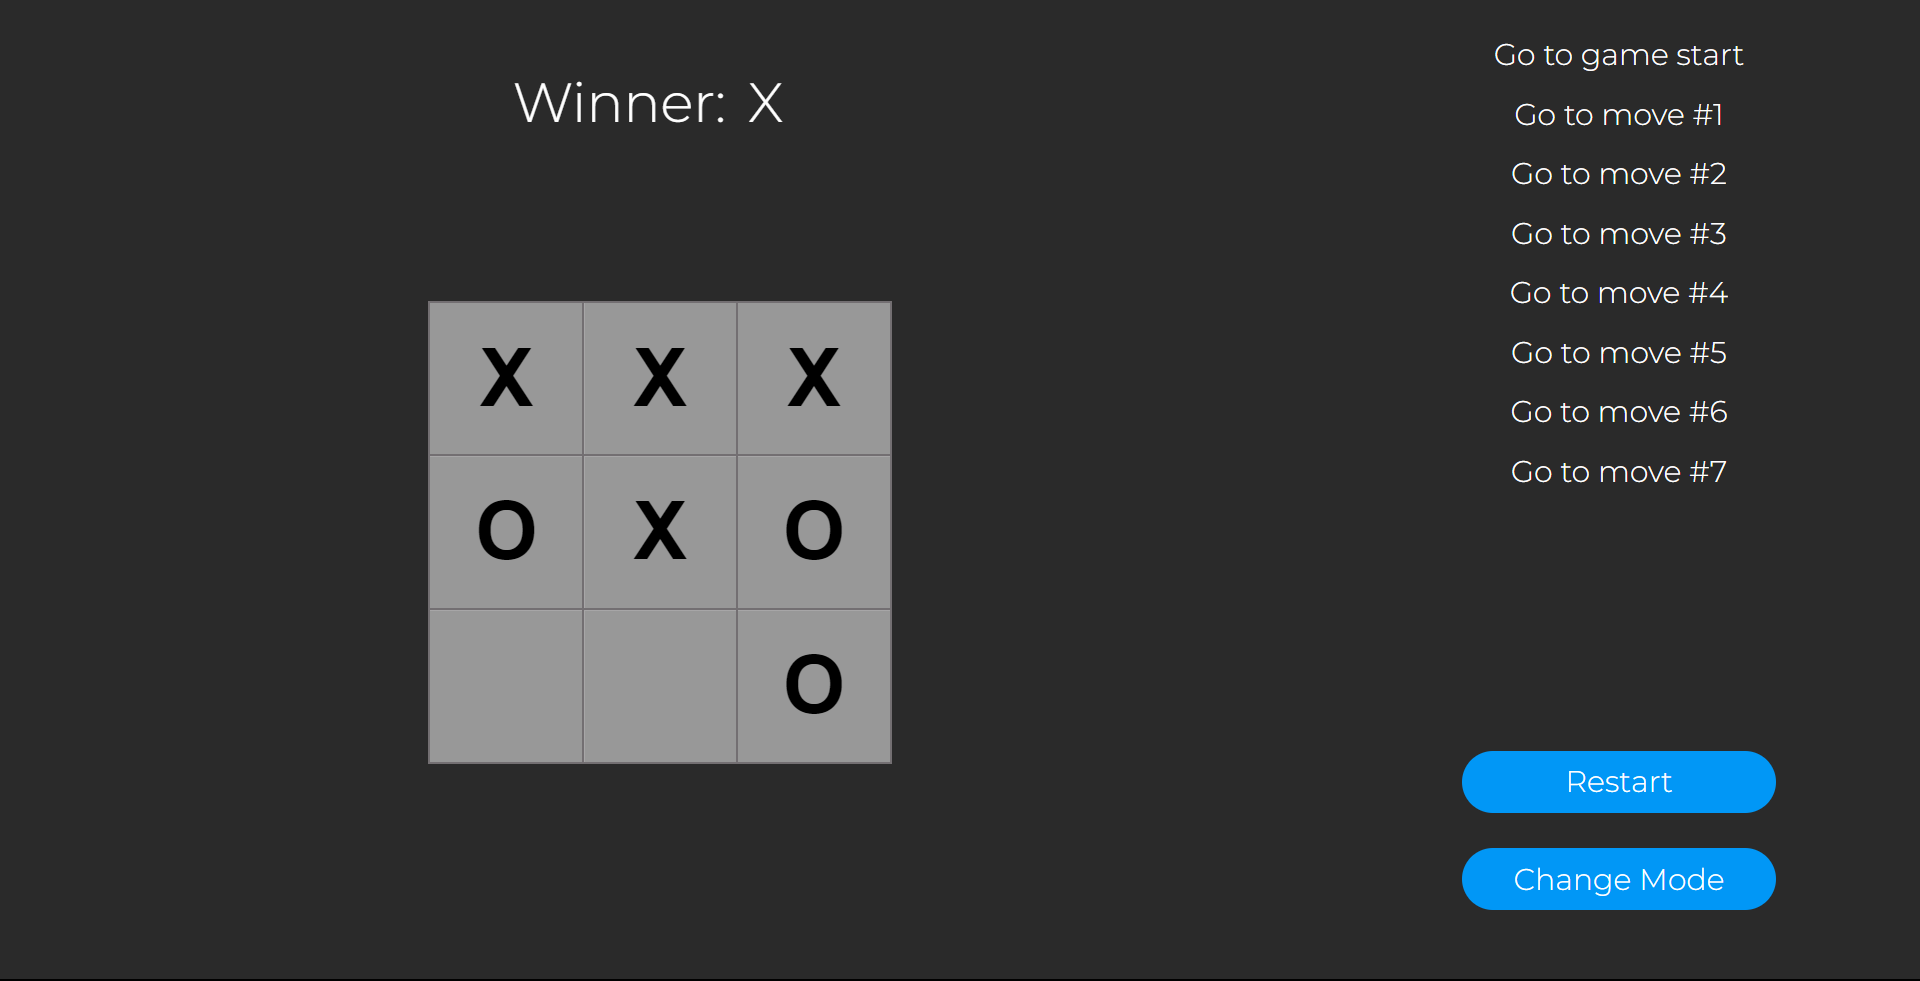 Winner: X
X X X
O X O
O
Go to game start
Go to move #1
Go to move #2
Go to move #3
Go to move #4
Go to move #5
Go to move #6
Go to move #7
Restart
Change Mode